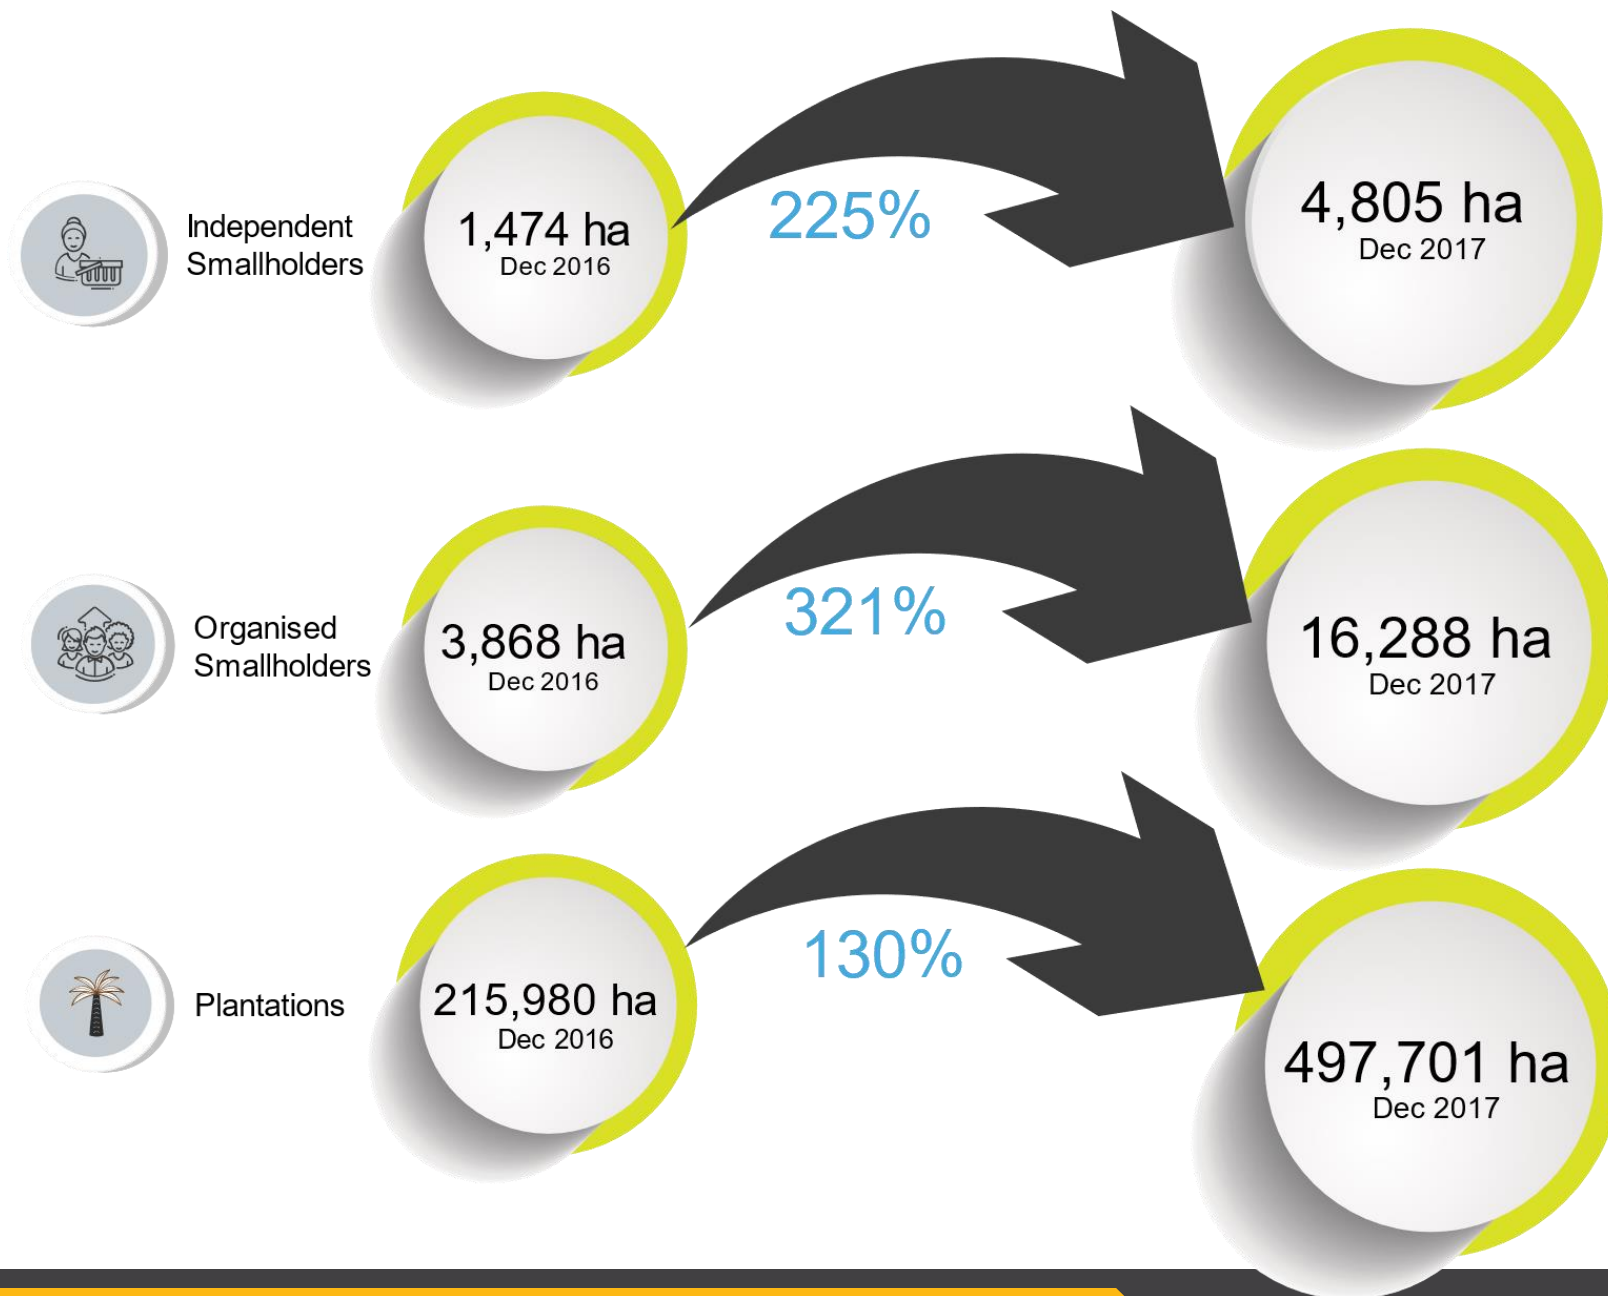 Independent
Smallholders
1,474 ha
Dec 2016
225%
4,805 ha
Dec 2017
Organised
Smallholders
3,868 ha
Dec 2016
321%
16,288 ha
Dec 2017
Plantations
215,980 ha
Dec 2016
130%
497,701 ha
Dec 2017